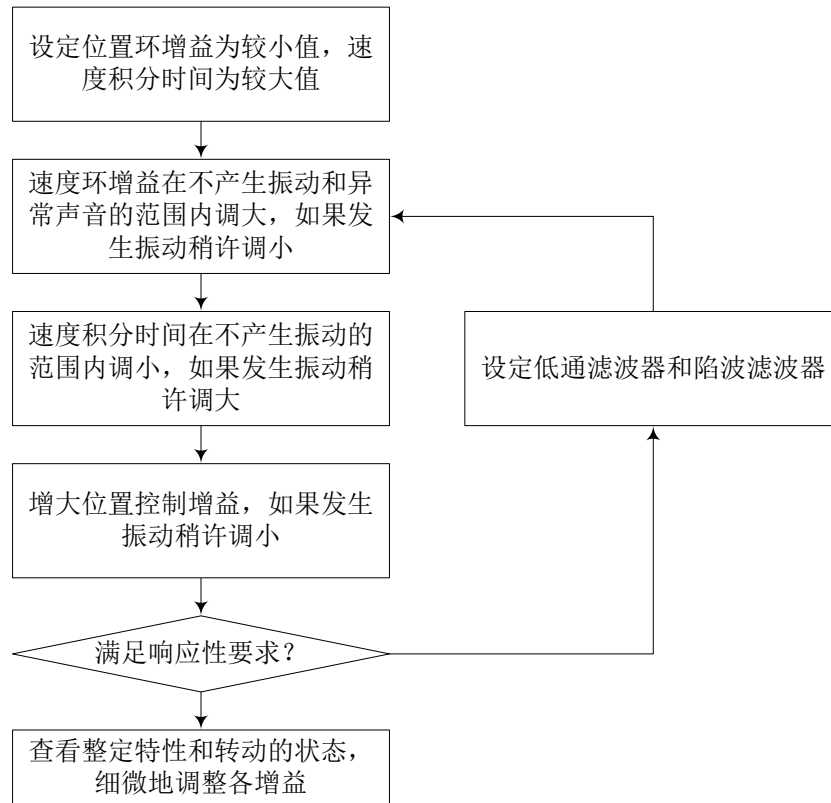 设定位置环增益为较小值，速
度积分时间为较大值
速度环增益在不产生振动和异
常声音的范围内调大，如果发
生振动稍许调小
速度积分时间在不产生振动的
范围内调小，如果发生振动稍
许调大
设定低通滤波器和陷波滤波器
增大位置控制增益，如果发生
振动稍许调小
满足响应性要求？
查看整定特性和转动的状态，
细微地调整各增益